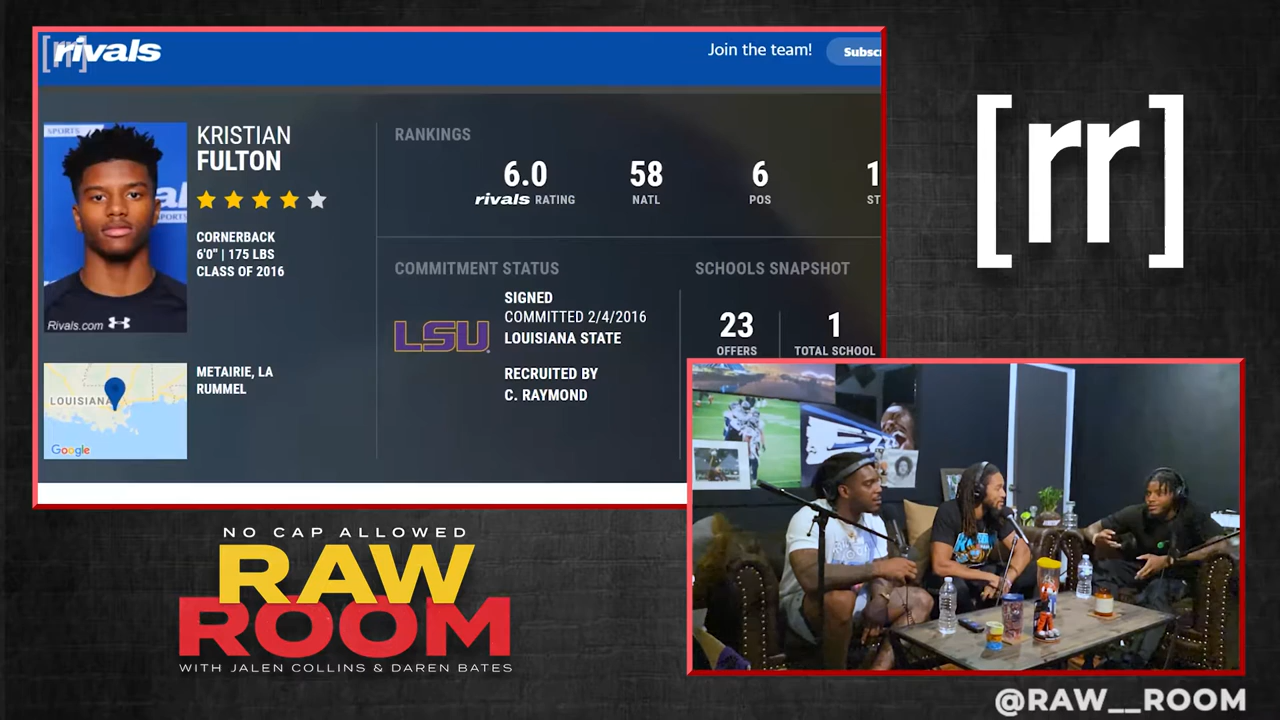 [rr]
rivals
Join the team!
Subsc
SPORTS
KRISTIAN
FULTON
CORNERBACK
6'0" | 175 LBS
CLASS OF 2016
Rivals.com
RANKINGS
6.0
rivals RATING
58
NATL
6
POS
1
ST
COMMITMENT STATUS
LSU
SIGNED
COMMITTED 2/4/2016
LOUISIANA STATE
RECRUITED BY
C. RAYMOND
SCHOOLS SNAPSHOT
23
OFFERS
1
TOTAL SCHOOL
LOUISIANA
Google
METAIRIE, LA
RUMMEL
[rr]
NO CAP ALLOWED
RAW
ROOM
WITH JALEN COLLINS & DAREN BATES
@RAW__ROOM